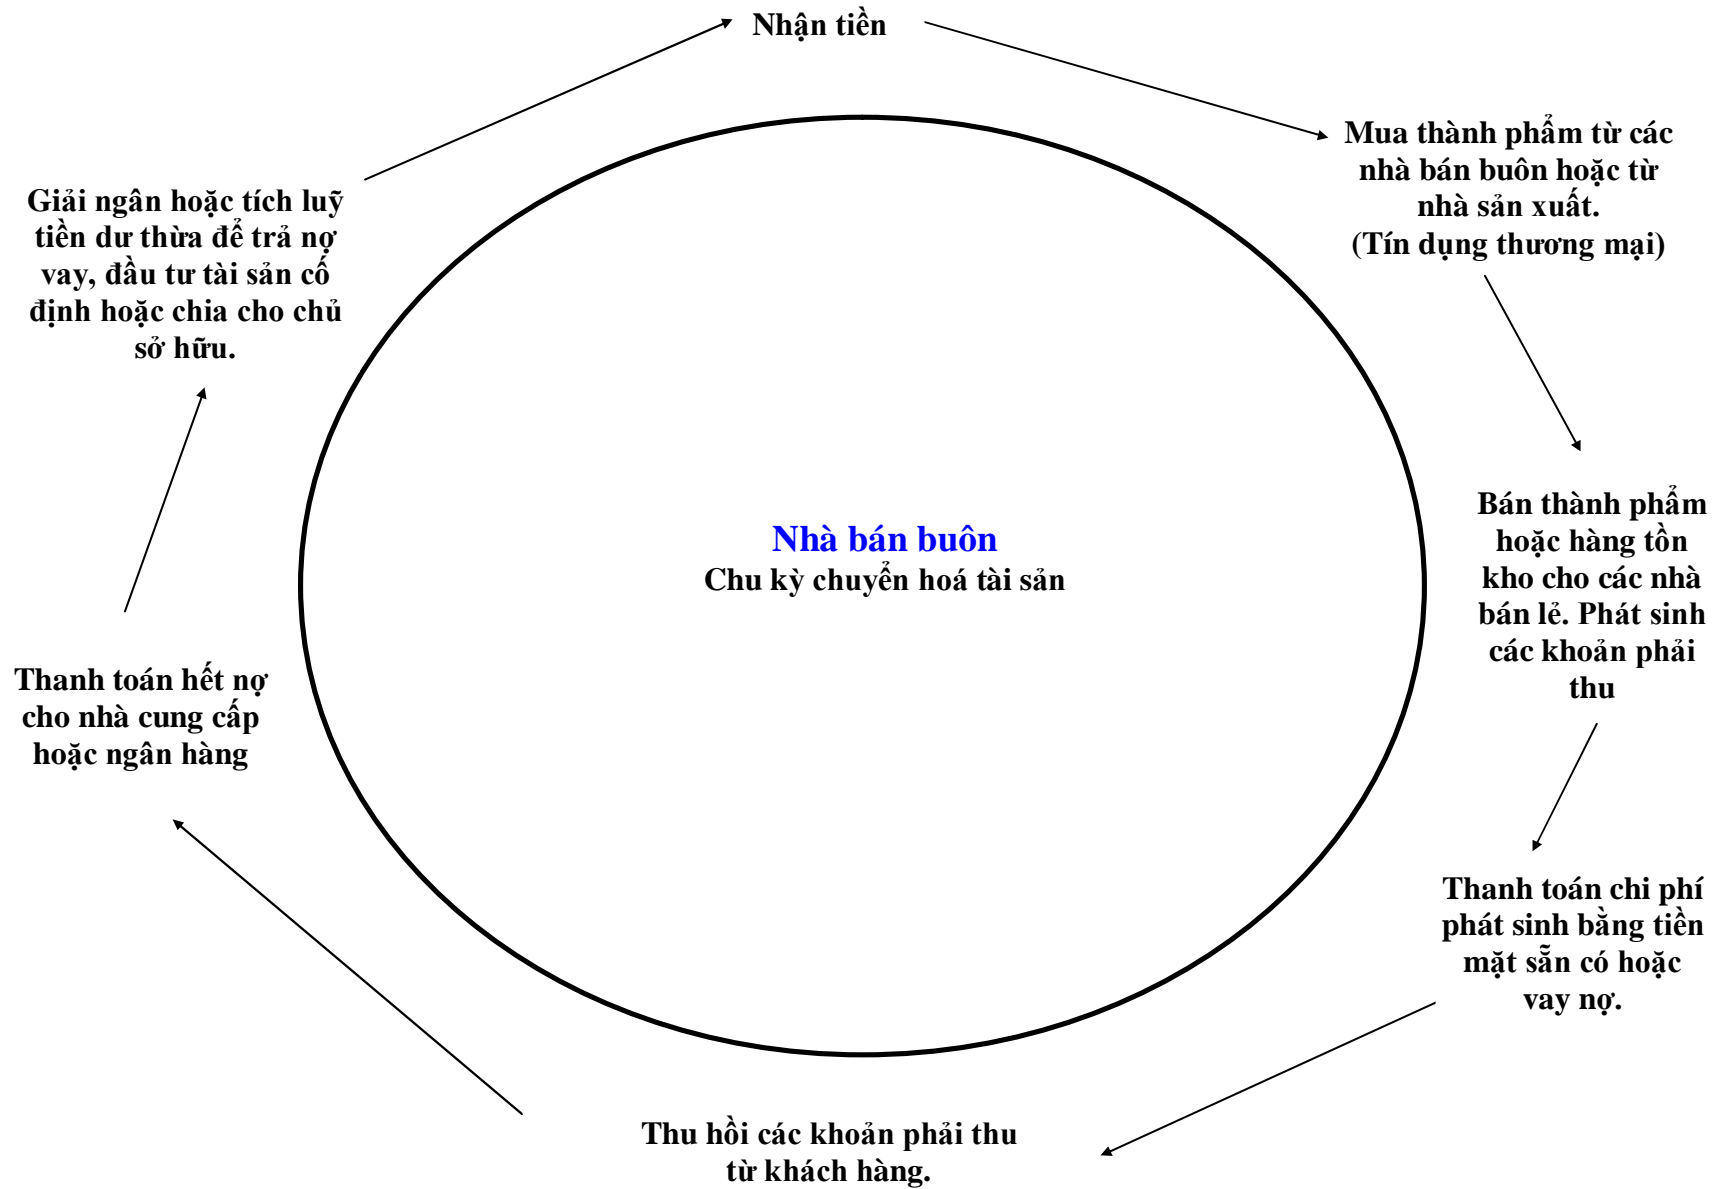 Nhận tiền
Mua thành phẩm từ các
nhà bán buôn hoặc từ
nhà sản xuất.
(Tín dụng thương mại)
Bán thành phẩm
hoặc hàng tồn
kho cho các nhà
bán lẻ. Phát sinh
các khoản phải
thu
Thanh toán chi phí
phát sinh bằng tiền
mặt sẵn có hoặc
vay nợ.
Thu hồi các khoản phải thu
từ khách hàng.
Thanh toán hết nợ
cho nhà cung cấp
hoặc ngân hàng
Giải ngân hoặc tích luỹ
tiền dư thừa để trả nợ
vay, đầu tư tài sản cố
định hoặc chia cho chủ
sở hữu.
Nhà bán buôn
Chu kỳ chuyển hoá tài sản